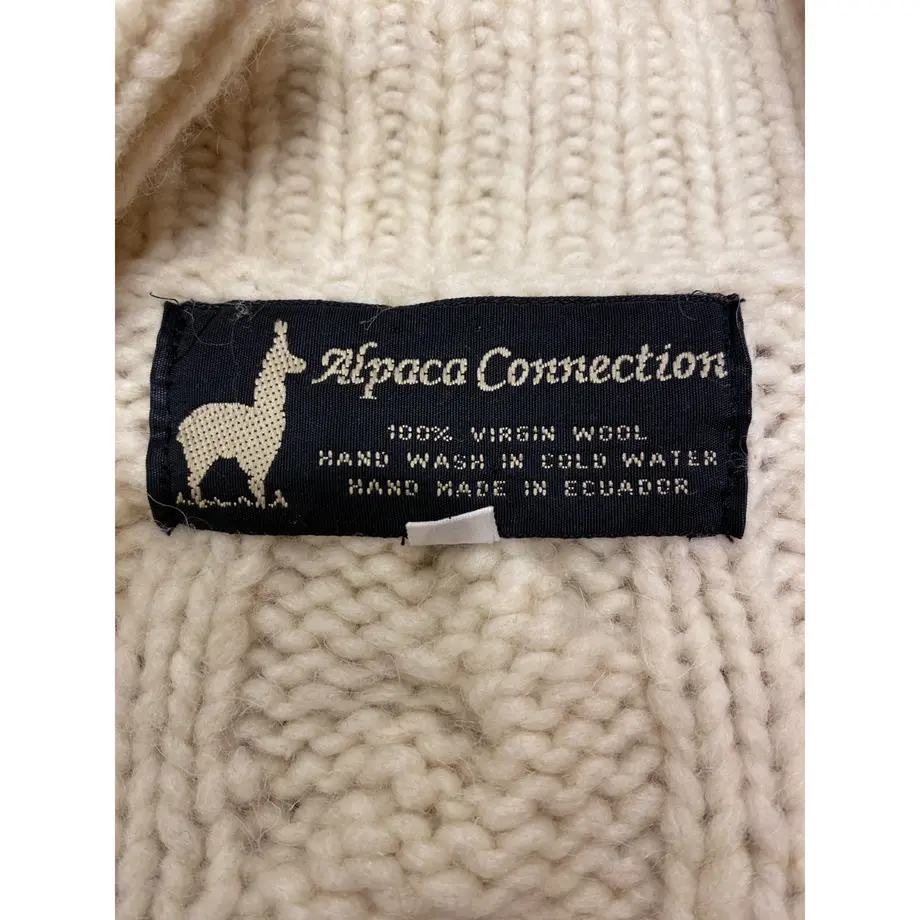 Alpaca Connection
100% VIRGIN WOOL
HAND WASH IN COLD WATER
HAND MADE IN ECUADOR